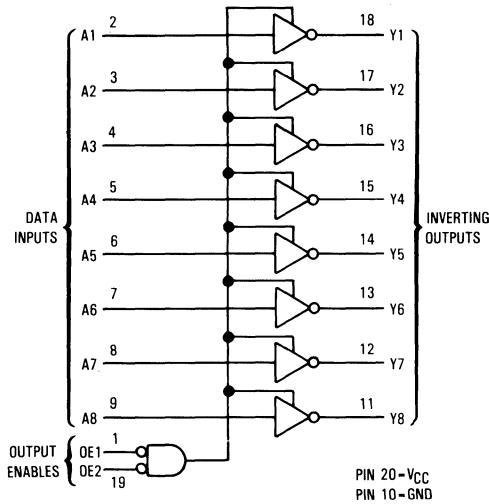 A1 2 18 Y1
A2 3 17 Y2
A3 4 16 Y3
A4 5 15 Y4
DATA INPUTS
INVERTING OUTPUTS
A5 6 14 Y5
A6 7 13 Y6
A7 8 12 Y7
A8 9 11 Y8
OUTPUT ENABLES
OE1 1
OE2 19
PIN 20-VCC
PIN 10-GND